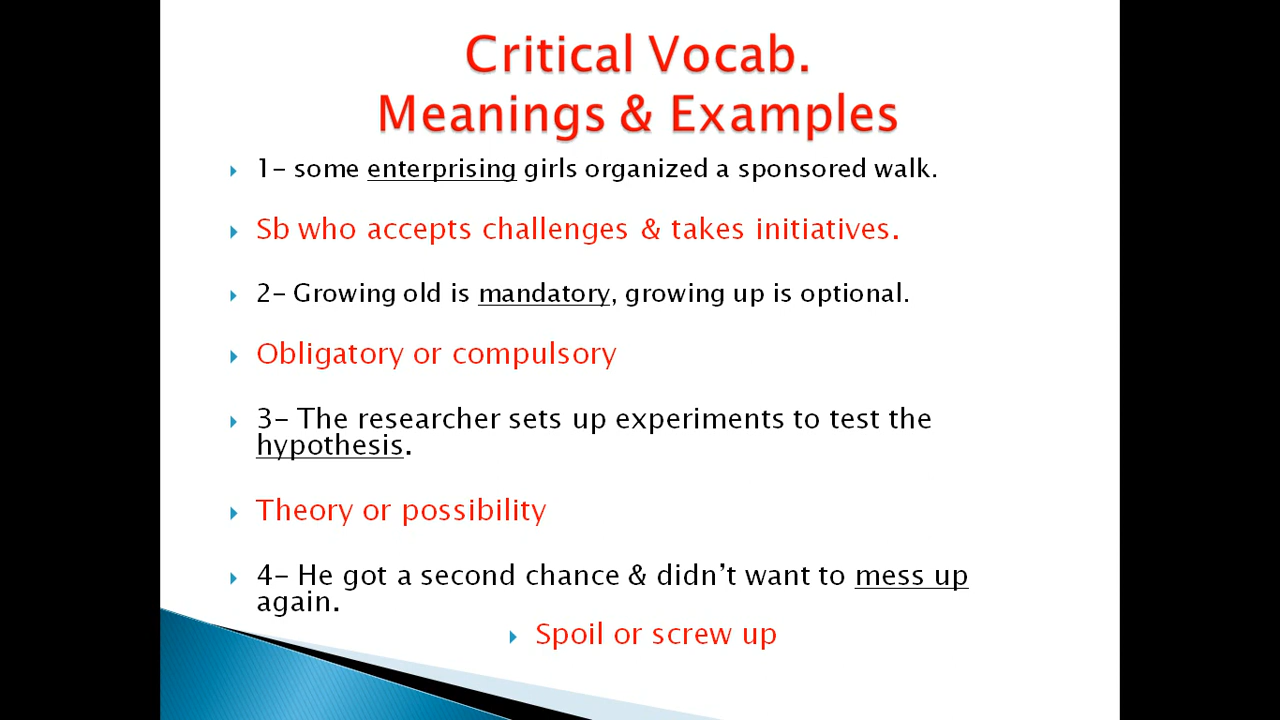 Critical Vocab.
Meanings & Examples
1- some enterprising girls organized a sponsored walk.
Sb who accepts challenges & takes initiatives.
2- Growing old is mandatory, growing up is optional.
Obligatory or compulsory
3- The researcher sets up experiments to test the
hypothesis.
Theory or possibility
4- He got a second chance & didn’t want to mess up
again.
Spoil or screw up